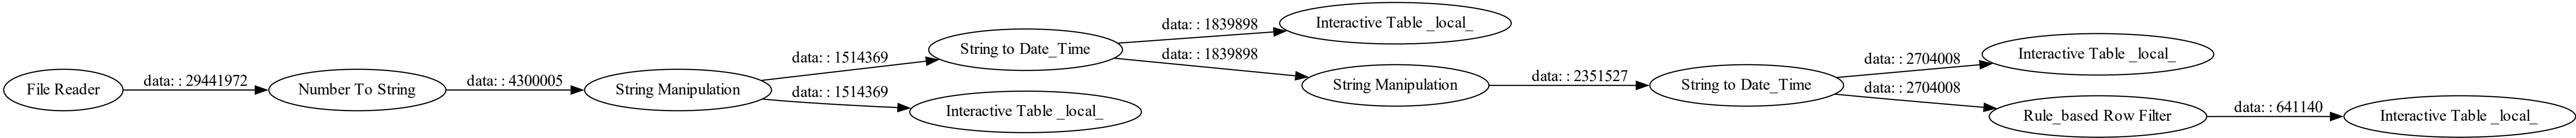 File Reader
data: : 29441972
Number To String
data: : 4300005
String Manipulation
data: : 1514369
String to Date_Time
data: : 1514369
Interactive Table _local_
data: : 1839898
Interactive Table _local_
data: : 1839898
String Manipulation
data: : 2351527
String to Date_Time
data: : 2704008
Interactive Table _local_
data: : 2704008
Rule_based Row Filter
data: : 641140
Interactive Table _local_